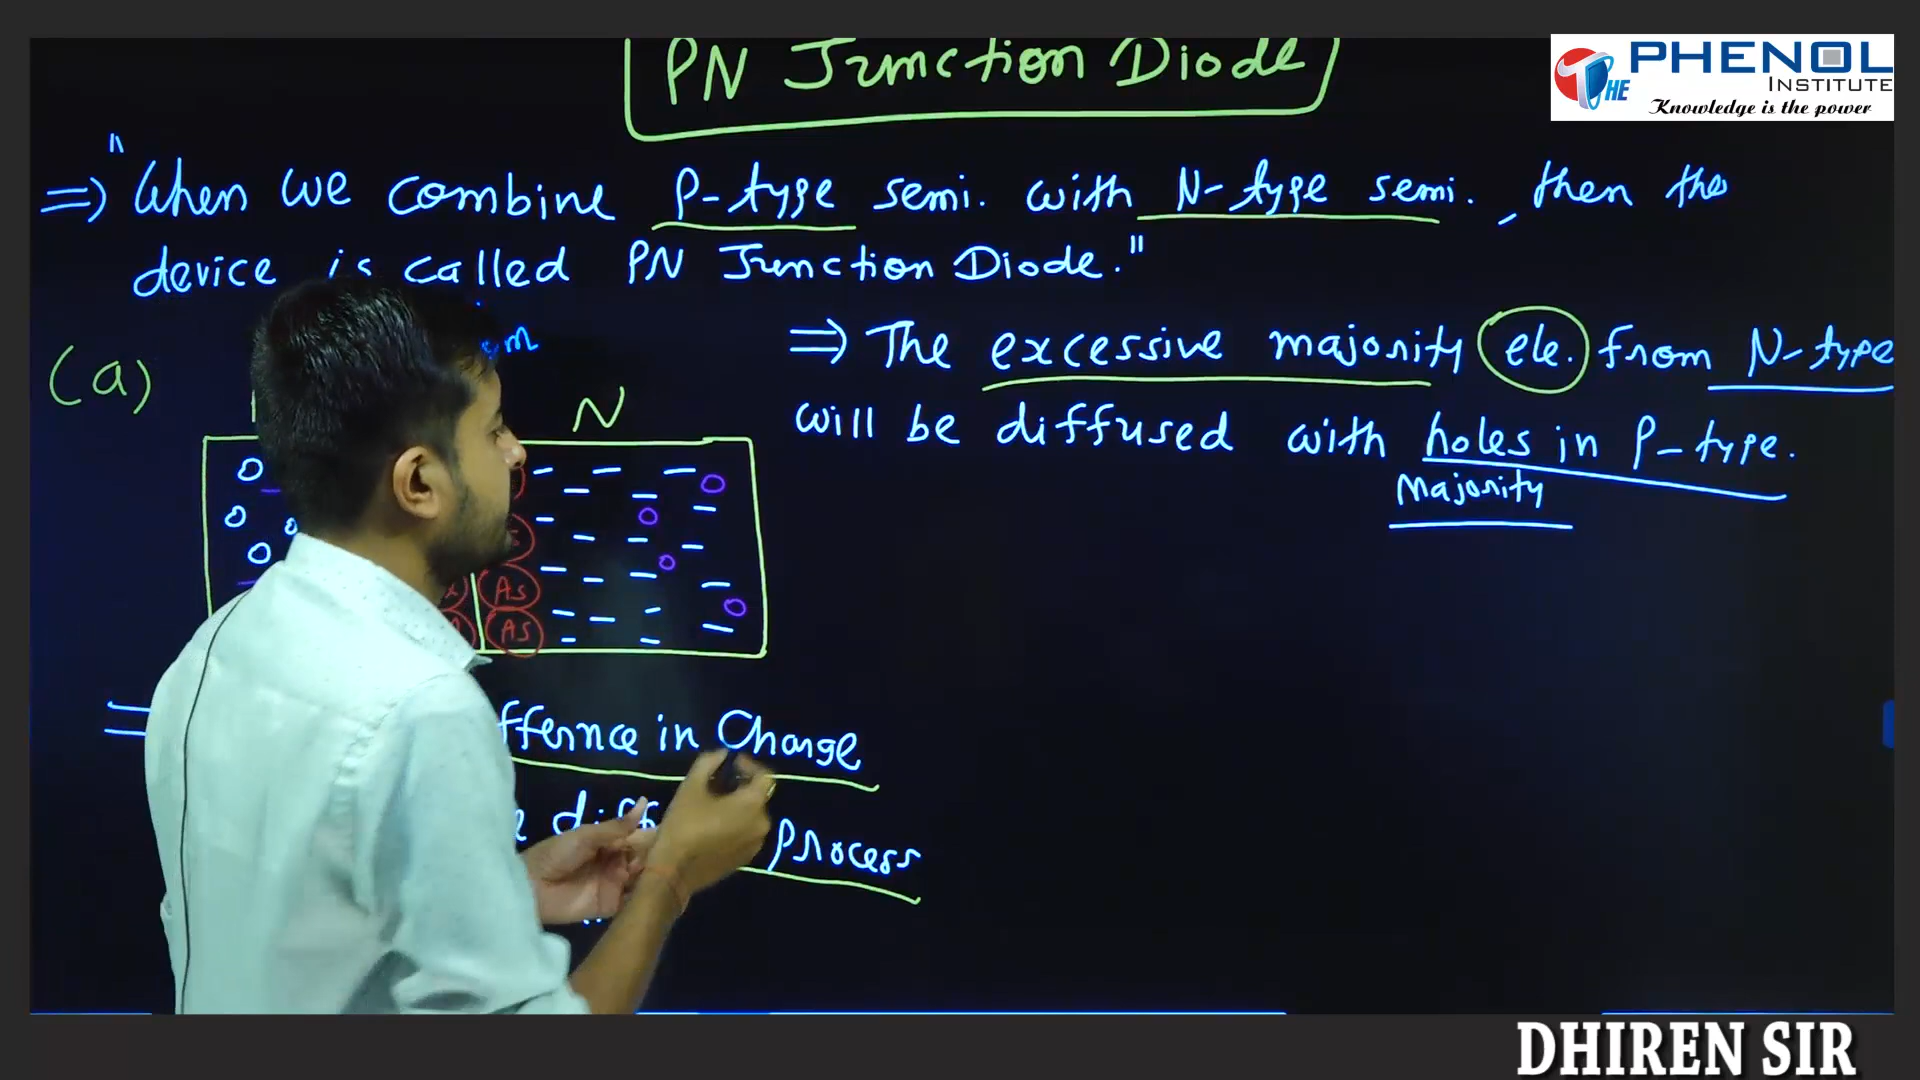 PN Junction Diode
THE PHENOL
INSTITUTE
Knowledge is the power
=> "When we combine P-type semi. with N-type semi., then the
device is called PN Junction Diode."
(a)
N
As
As
=> The excessive majority ele. from N-type
will be diffused with holes in P-type.
Majority
in Charge
process
DHIREN SIR